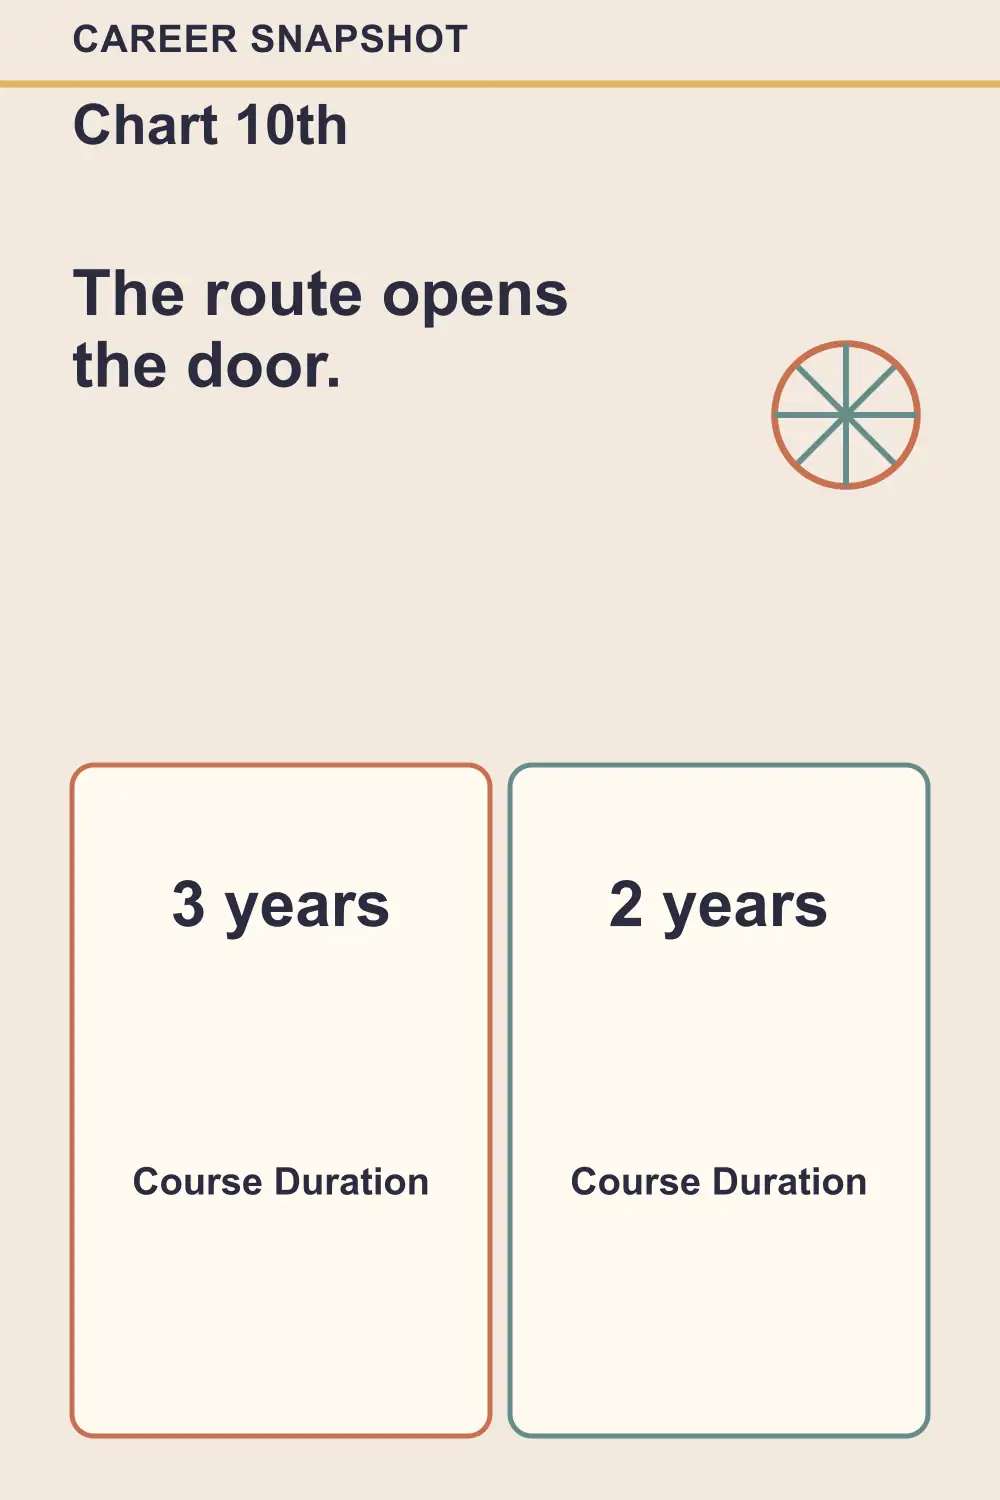 CAREER SNAPSHOT
Chart 10th
The route opens
the door.
3 years
Course Duration
2 years
Course Duration